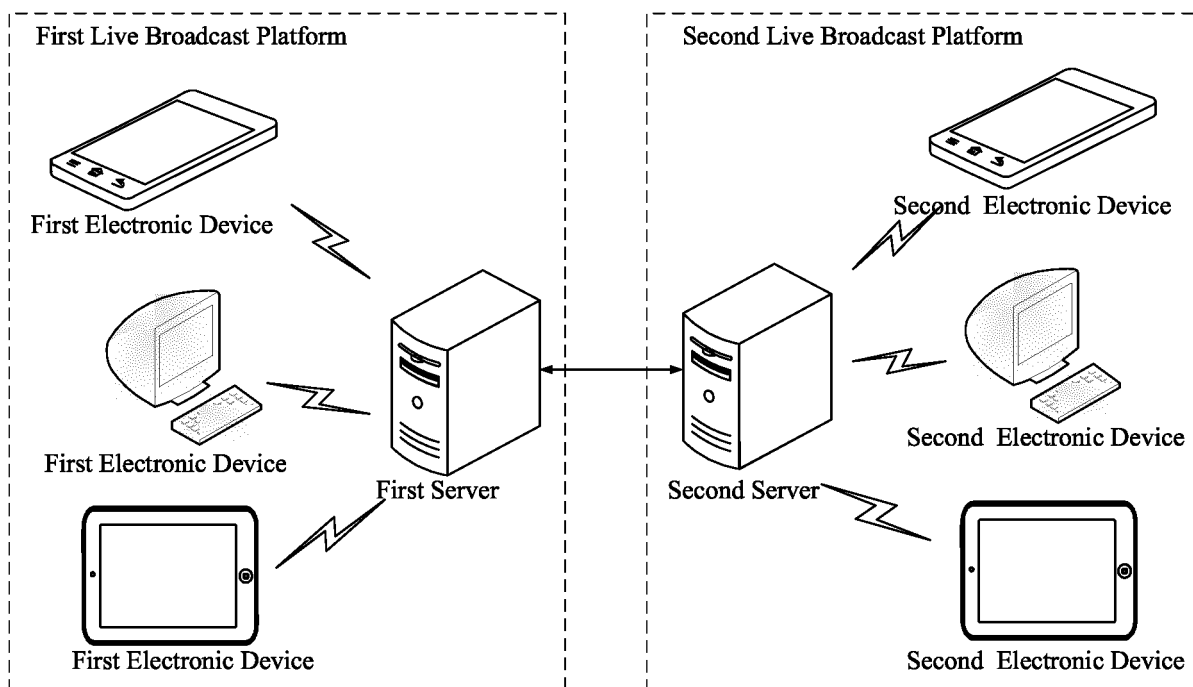 First Live Broadcast Platform
First Electronic Device
First Electronic Device
First Server
First Electronic Device
Second Live Broadcast Platform
Second Electronic Device
Second Electronic Device
Second Server
Second Electronic Device